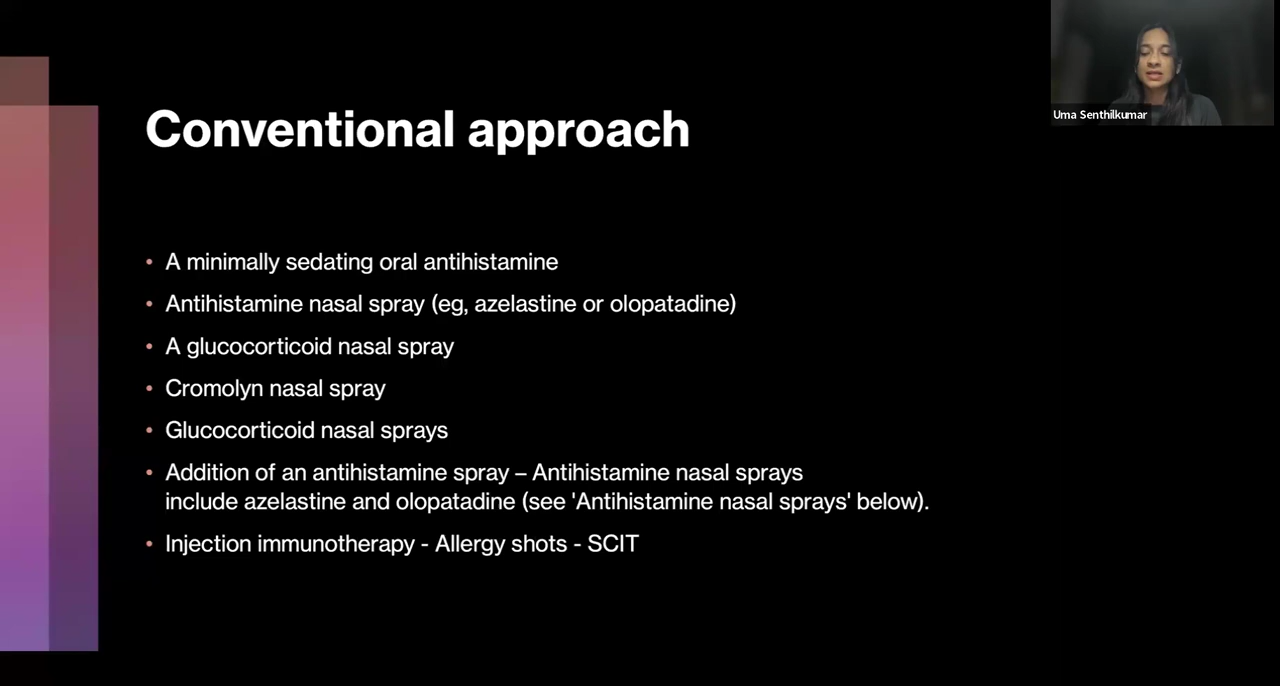 Uma Senthilkumar
Conventional approach
• A minimally sedating oral antihistamine
• Antihistamine nasal spray (eg, azelastine or olopatadine)
• A glucocorticoid nasal spray
• Cromolyn nasal spray
• Glucocorticoid nasal sprays
• Addition of an antihistamine spray – Antihistamine nasal sprays
include azelastine and olopatadine (see 'Antihistamine nasal sprays' below).
• Injection immunotherapy - Allergy shots - SCIT